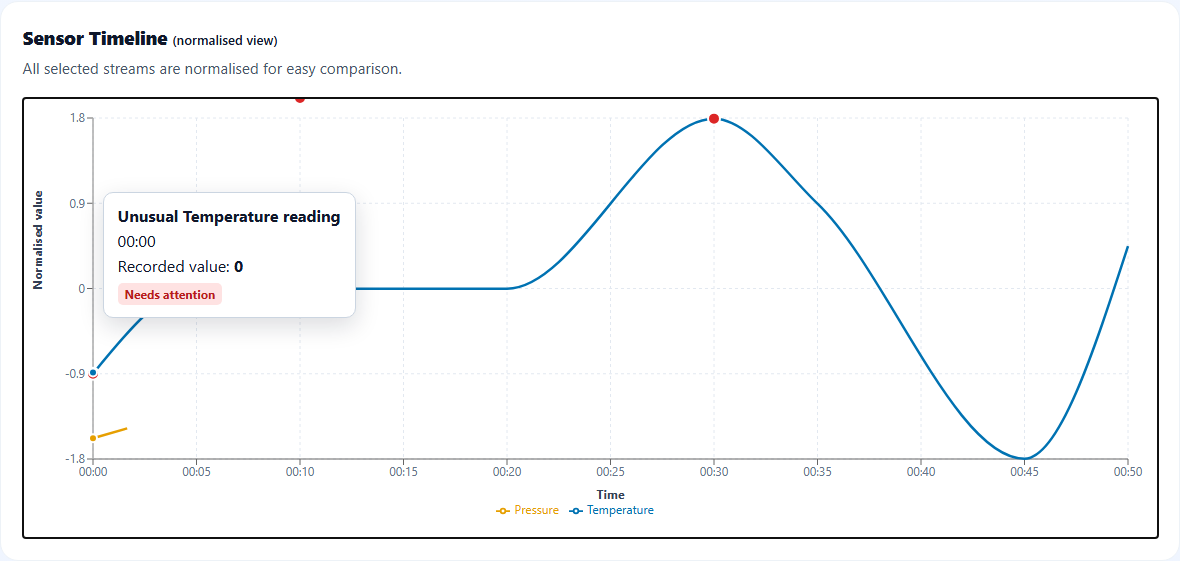 Sensor Timeline (normalised view)
All selected streams are normalised for easy comparison.
1.8
0.9
0
-0.9
-1.8
Normalised value
Unusual Temperature reading
00:00
Recorded value: 0
Needs attention
00:00 00:05 00:10 00:15 00:20 00:25 00:30 00:35 00:40 00:45 00:50
Time
Pressure Temperature